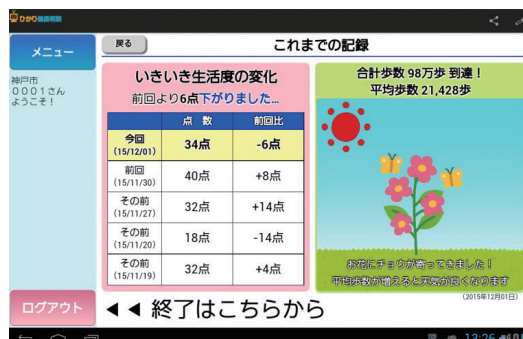 ひかり健康相談
メニュー
神戸市
0001さん
ようこそ！
ログアウト
戻る
これまでの記録
いきいき生活度の変化
前回より6点下がりました…
点 数 前回比
今回 34点 -6点
(15/12/01)
前回 40点 +8点
(15/11/30)
その前 32点 +14点
(15/11/27)
その前 18点 -14点
(15/11/20)
その前 32点 +4点
(15/11/19)
合計歩数 98万歩 到達！
平均歩数 21,428歩
お花にチョウが寄ってきました！
平均歩数が増えると天気が良くなります
(2015年12月01日)
◀ ◀ 終了はこちらから
13:26